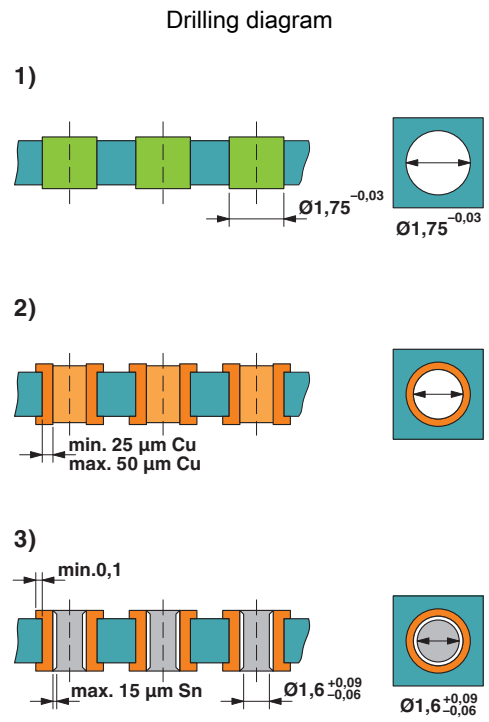 Drilling diagram
1)
Ø1,75 −0,03
Ø1,75 −0,03
2)
min. 25 µm Cu
max. 50 µm Cu
3)
min.0,1
max. 15 µm Sn
Ø1,6 +0,09 −0,06
Ø1,6 +0,09 −0,06